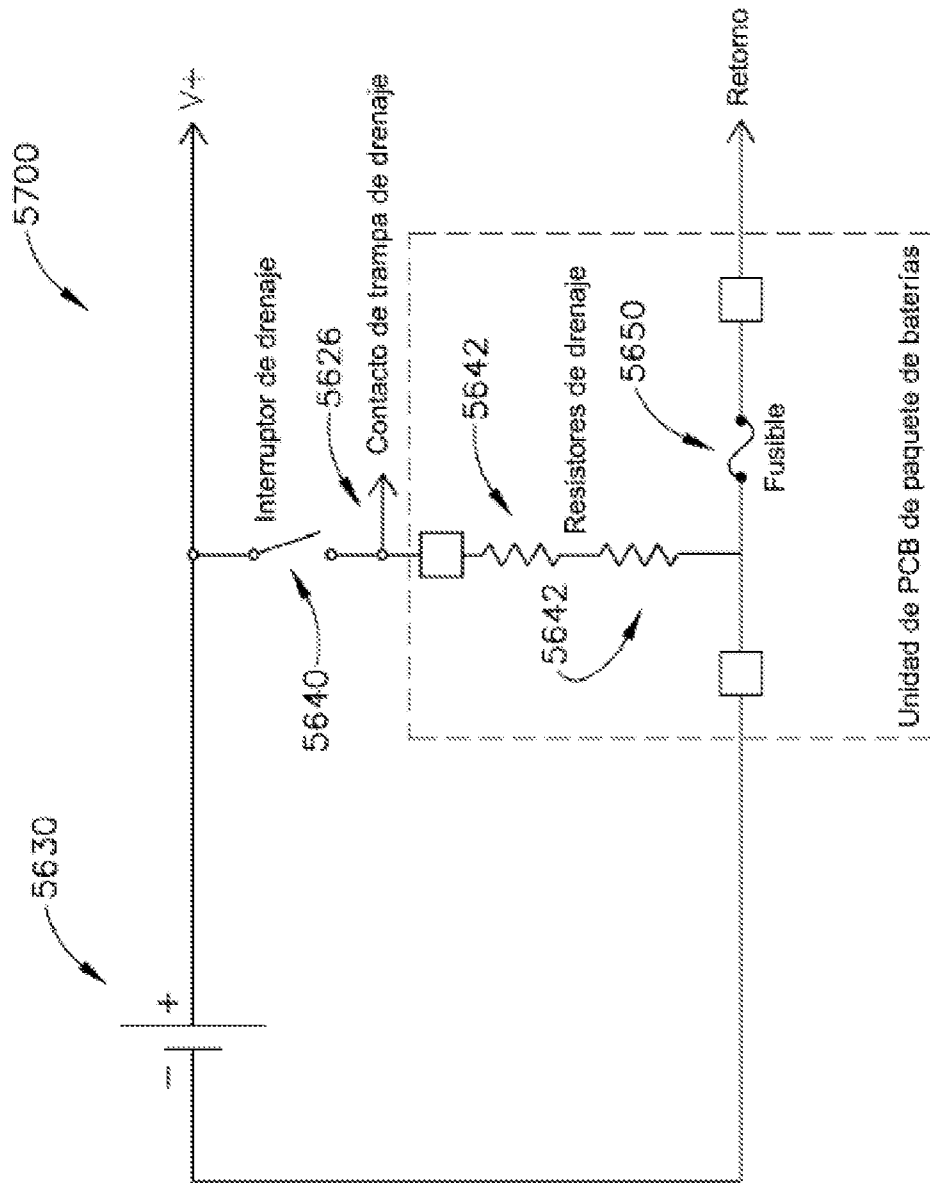 5700
5630
+
−
V+
Interruptor de drenaje
5640
5626
Contacto de trampa de drenaje
5642
Resistores de drenaje
5642
5650
Fusible
Retorno
Unidad de PCB de paquete de baterías